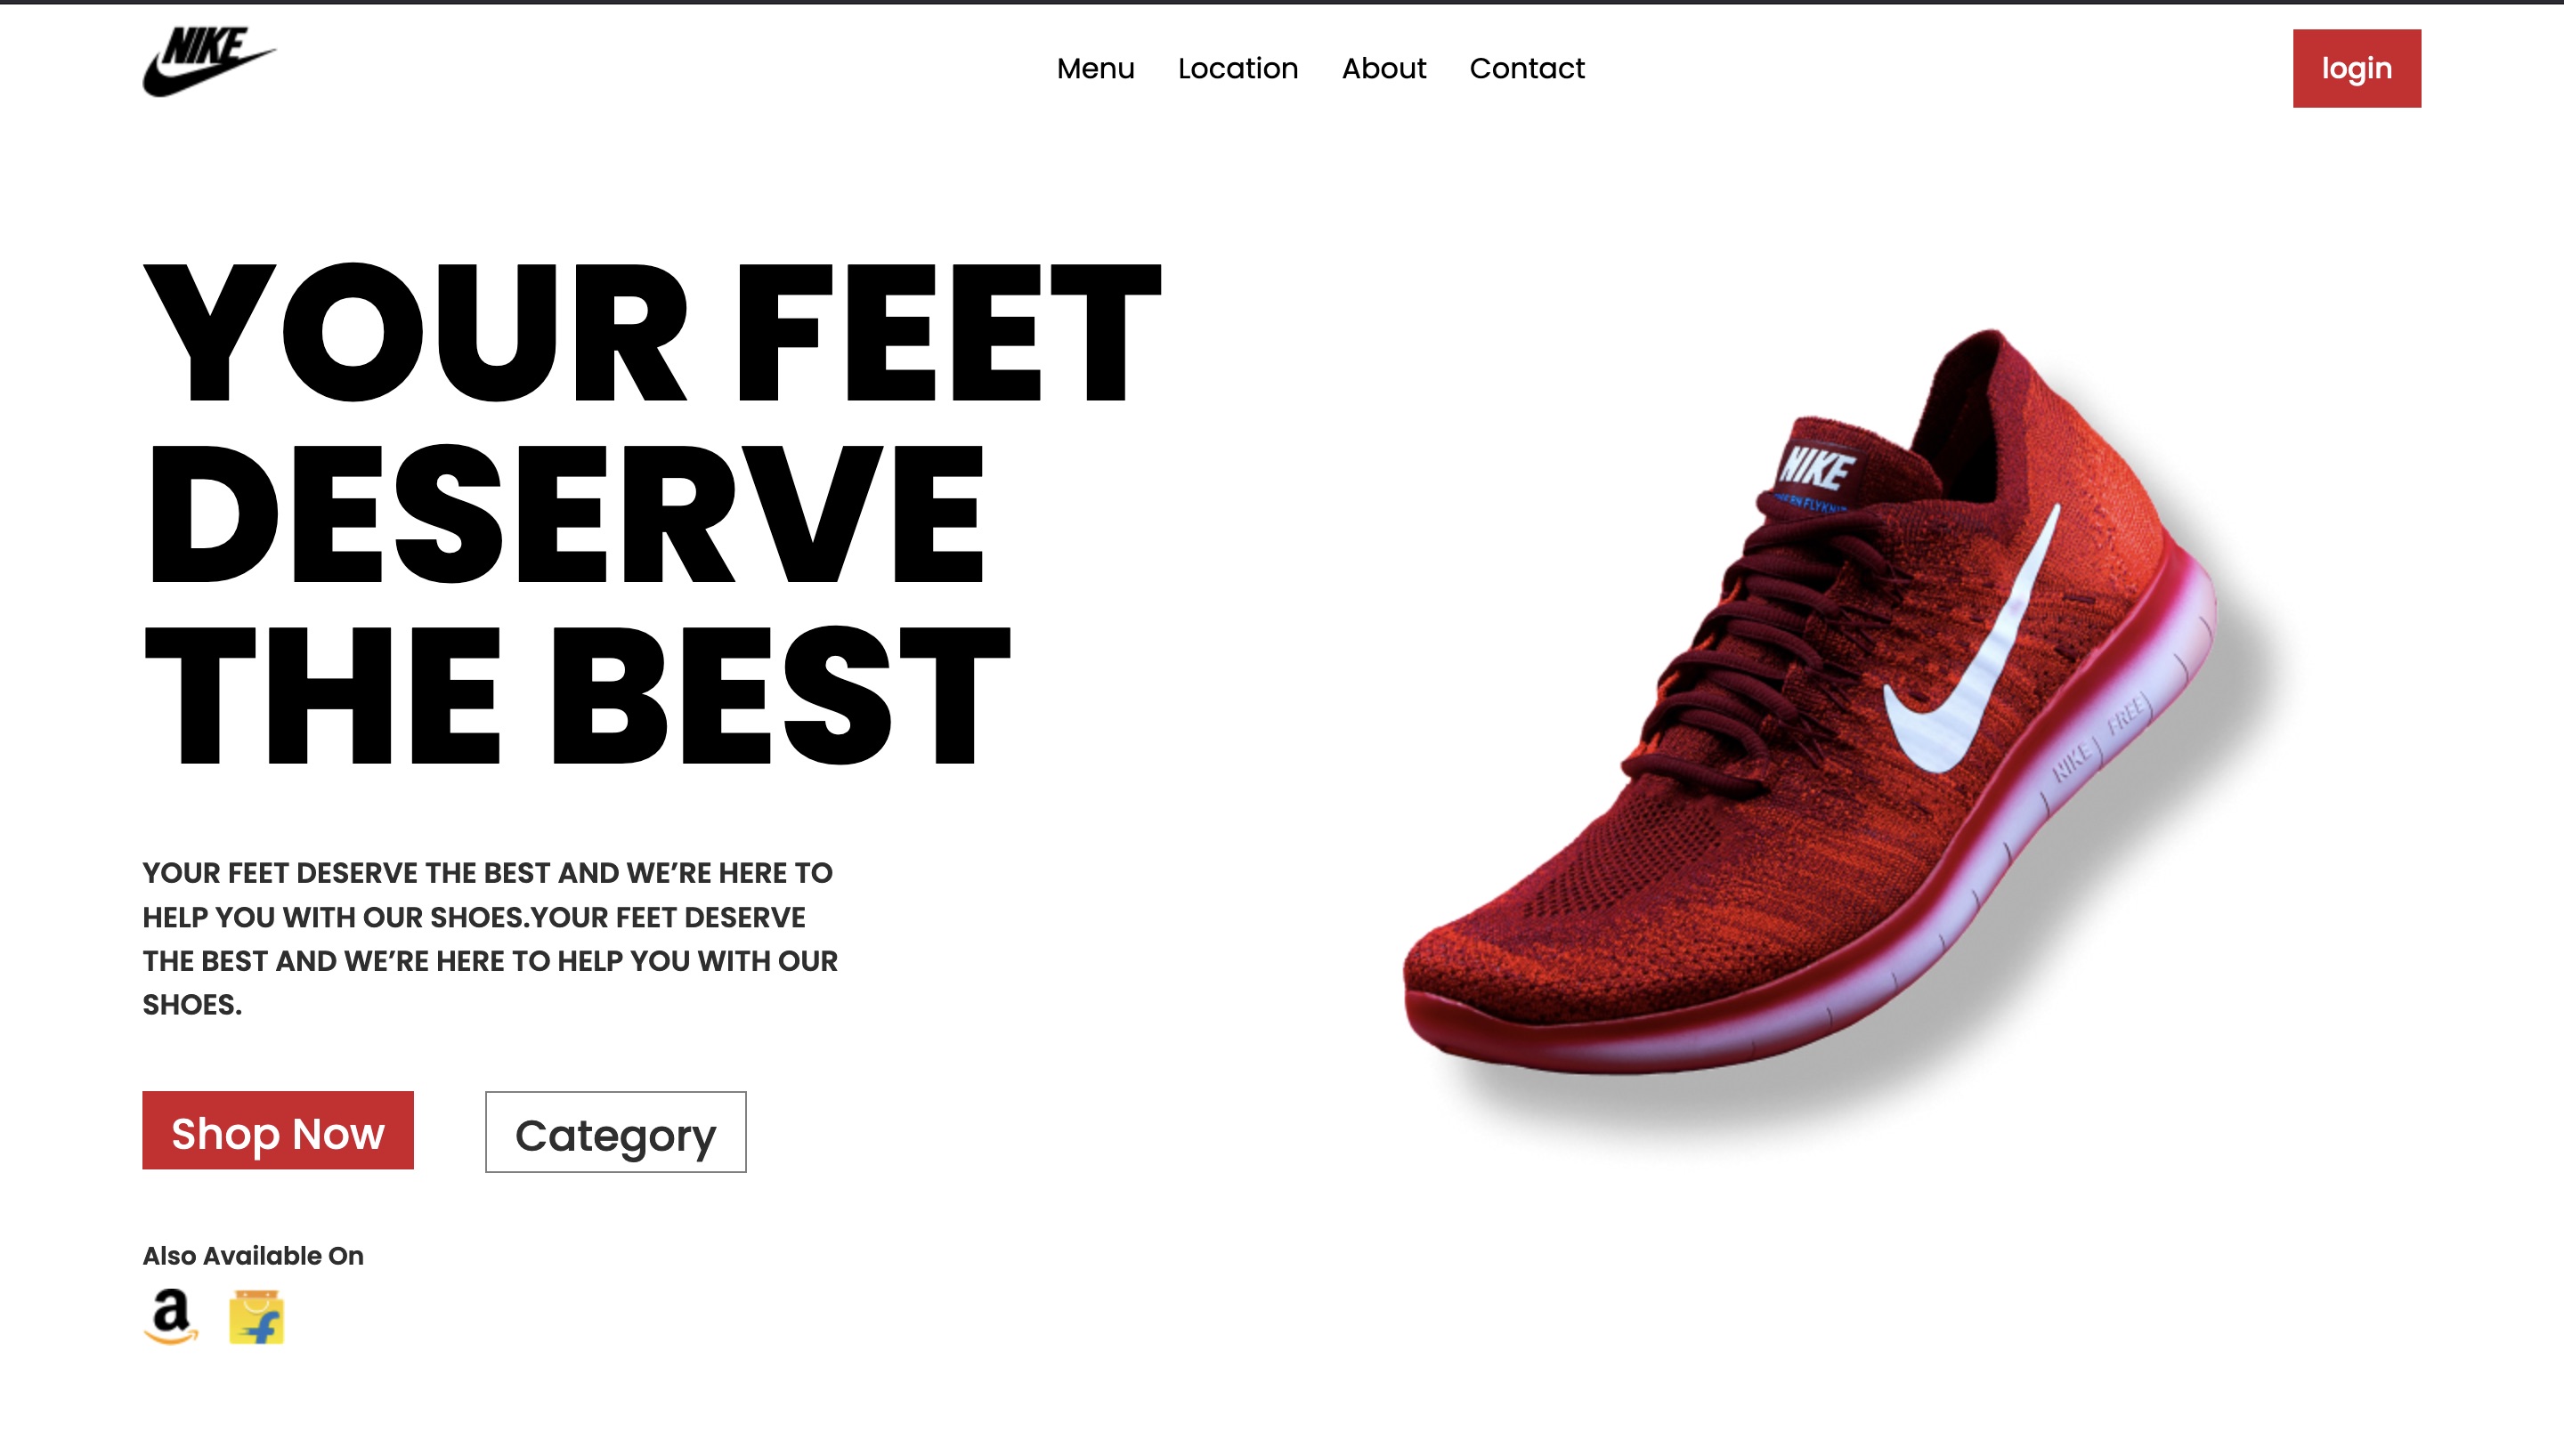 NIKE
Menu Location About Contact
login
YOUR FEET
DESERVE
THE BEST
NIKE
YOUR FEET DESERVE THE BEST AND WE’RE HERE TO
HELP YOU WITH OUR SHOES.YOUR FEET DESERVE
THE BEST AND WE’RE HERE TO HELP YOU WITH OUR
SHOES.
NIKE FREE
Shop Now
Category
Also Available On
a
f